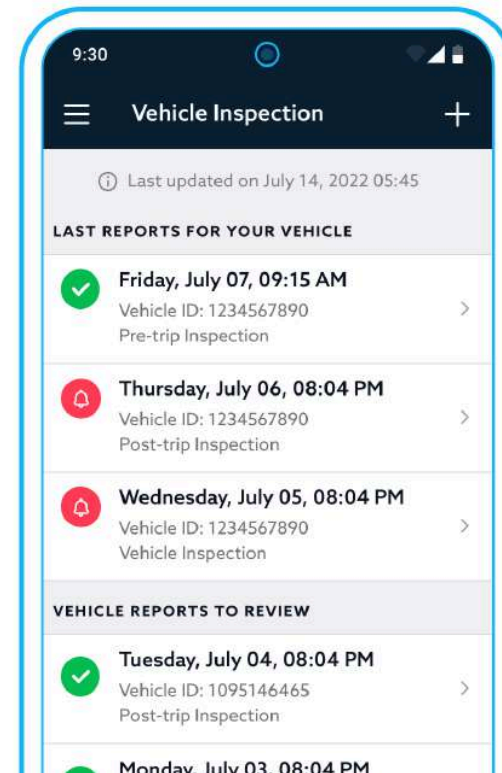 9:30
Vehicle Inspection
Last updated on July 14, 2022 05:45
LAST REPORTS FOR YOUR VEHICLE
Friday, July 07, 09:15 AM
Vehicle ID: 1234567890
Pre-trip Inspection
Thursday, July 06, 08:04 PM
Vehicle ID: 1234567890
Post-trip Inspection
Wednesday, July 05, 08:04 PM
Vehicle ID: 1234567890
Vehicle Inspection
VEHICLE REPORTS TO REVIEW
Tuesday, July 04, 08:04 PM
Vehicle ID: 1095146465
Post-trip Inspection
Monday, July 03, 08:04 PM